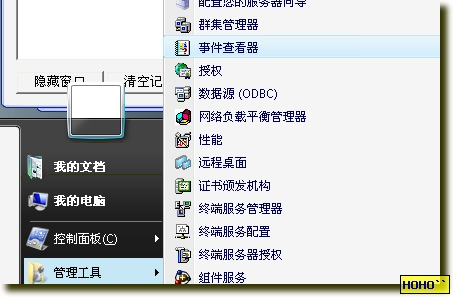 配置您的服务器向导
群集管理器
事件查看器
授权
数据源 (ODBC)
网络负载平衡管理器
性能
远程桌面
证书颁发机构
终端服务管理器
终端服务配置
终端服务器授权
组件服务
隐藏窗口
清空记
我的文档
我的电脑
控制面板(C)
管理工具
HOHO``